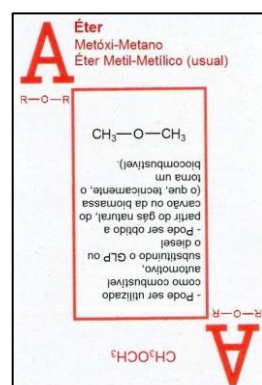 A
Éter
Metóxi-Metano
Éter Metil-Metílico (usual)
R—O—R
CH₃—O—CH₃
- Pode ser utilizado
como combustível
automotivo,
substituindo o GLP ou
o diesel
- Pode ser obtido a
partir do gás natural, do
carvão ou da biomassa
(o que, tecnicamente, o
torna um
biocombustível).
R—O—R
A
CH₃OCH₃